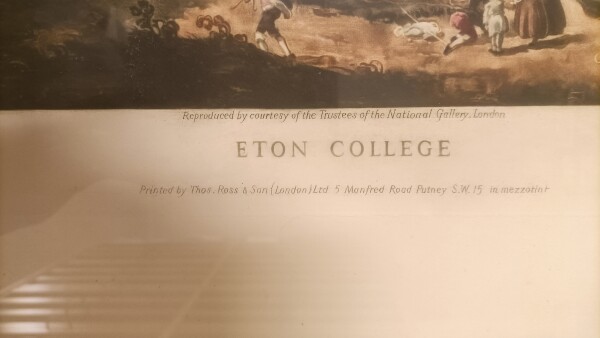 Reproduced by courtesy of the Trustees of the National Gallery, London
ETON COLLEGE
Printed by Thos. Ross & Son (London) Ltd 5 Manfred Road Putney S.W. 15 in mezzotint